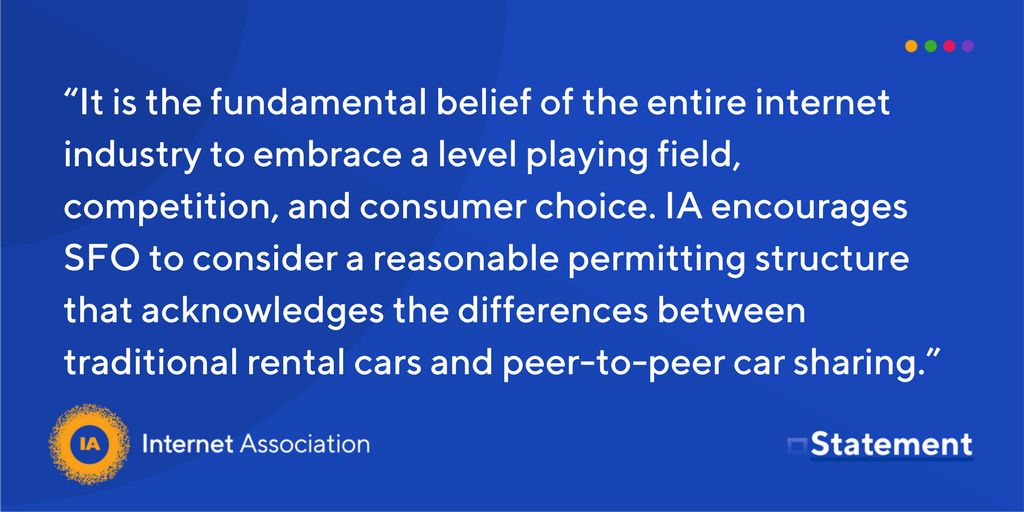 “It is the fundamental belief of the entire internet
industry to embrace a level playing field,
competition, and consumer choice. IA encourages
SFO to consider a reasonable permitting structure
that acknowledges the differences between
traditional rental cars and peer-to-peer car sharing.”
IA Internet Association
Statement